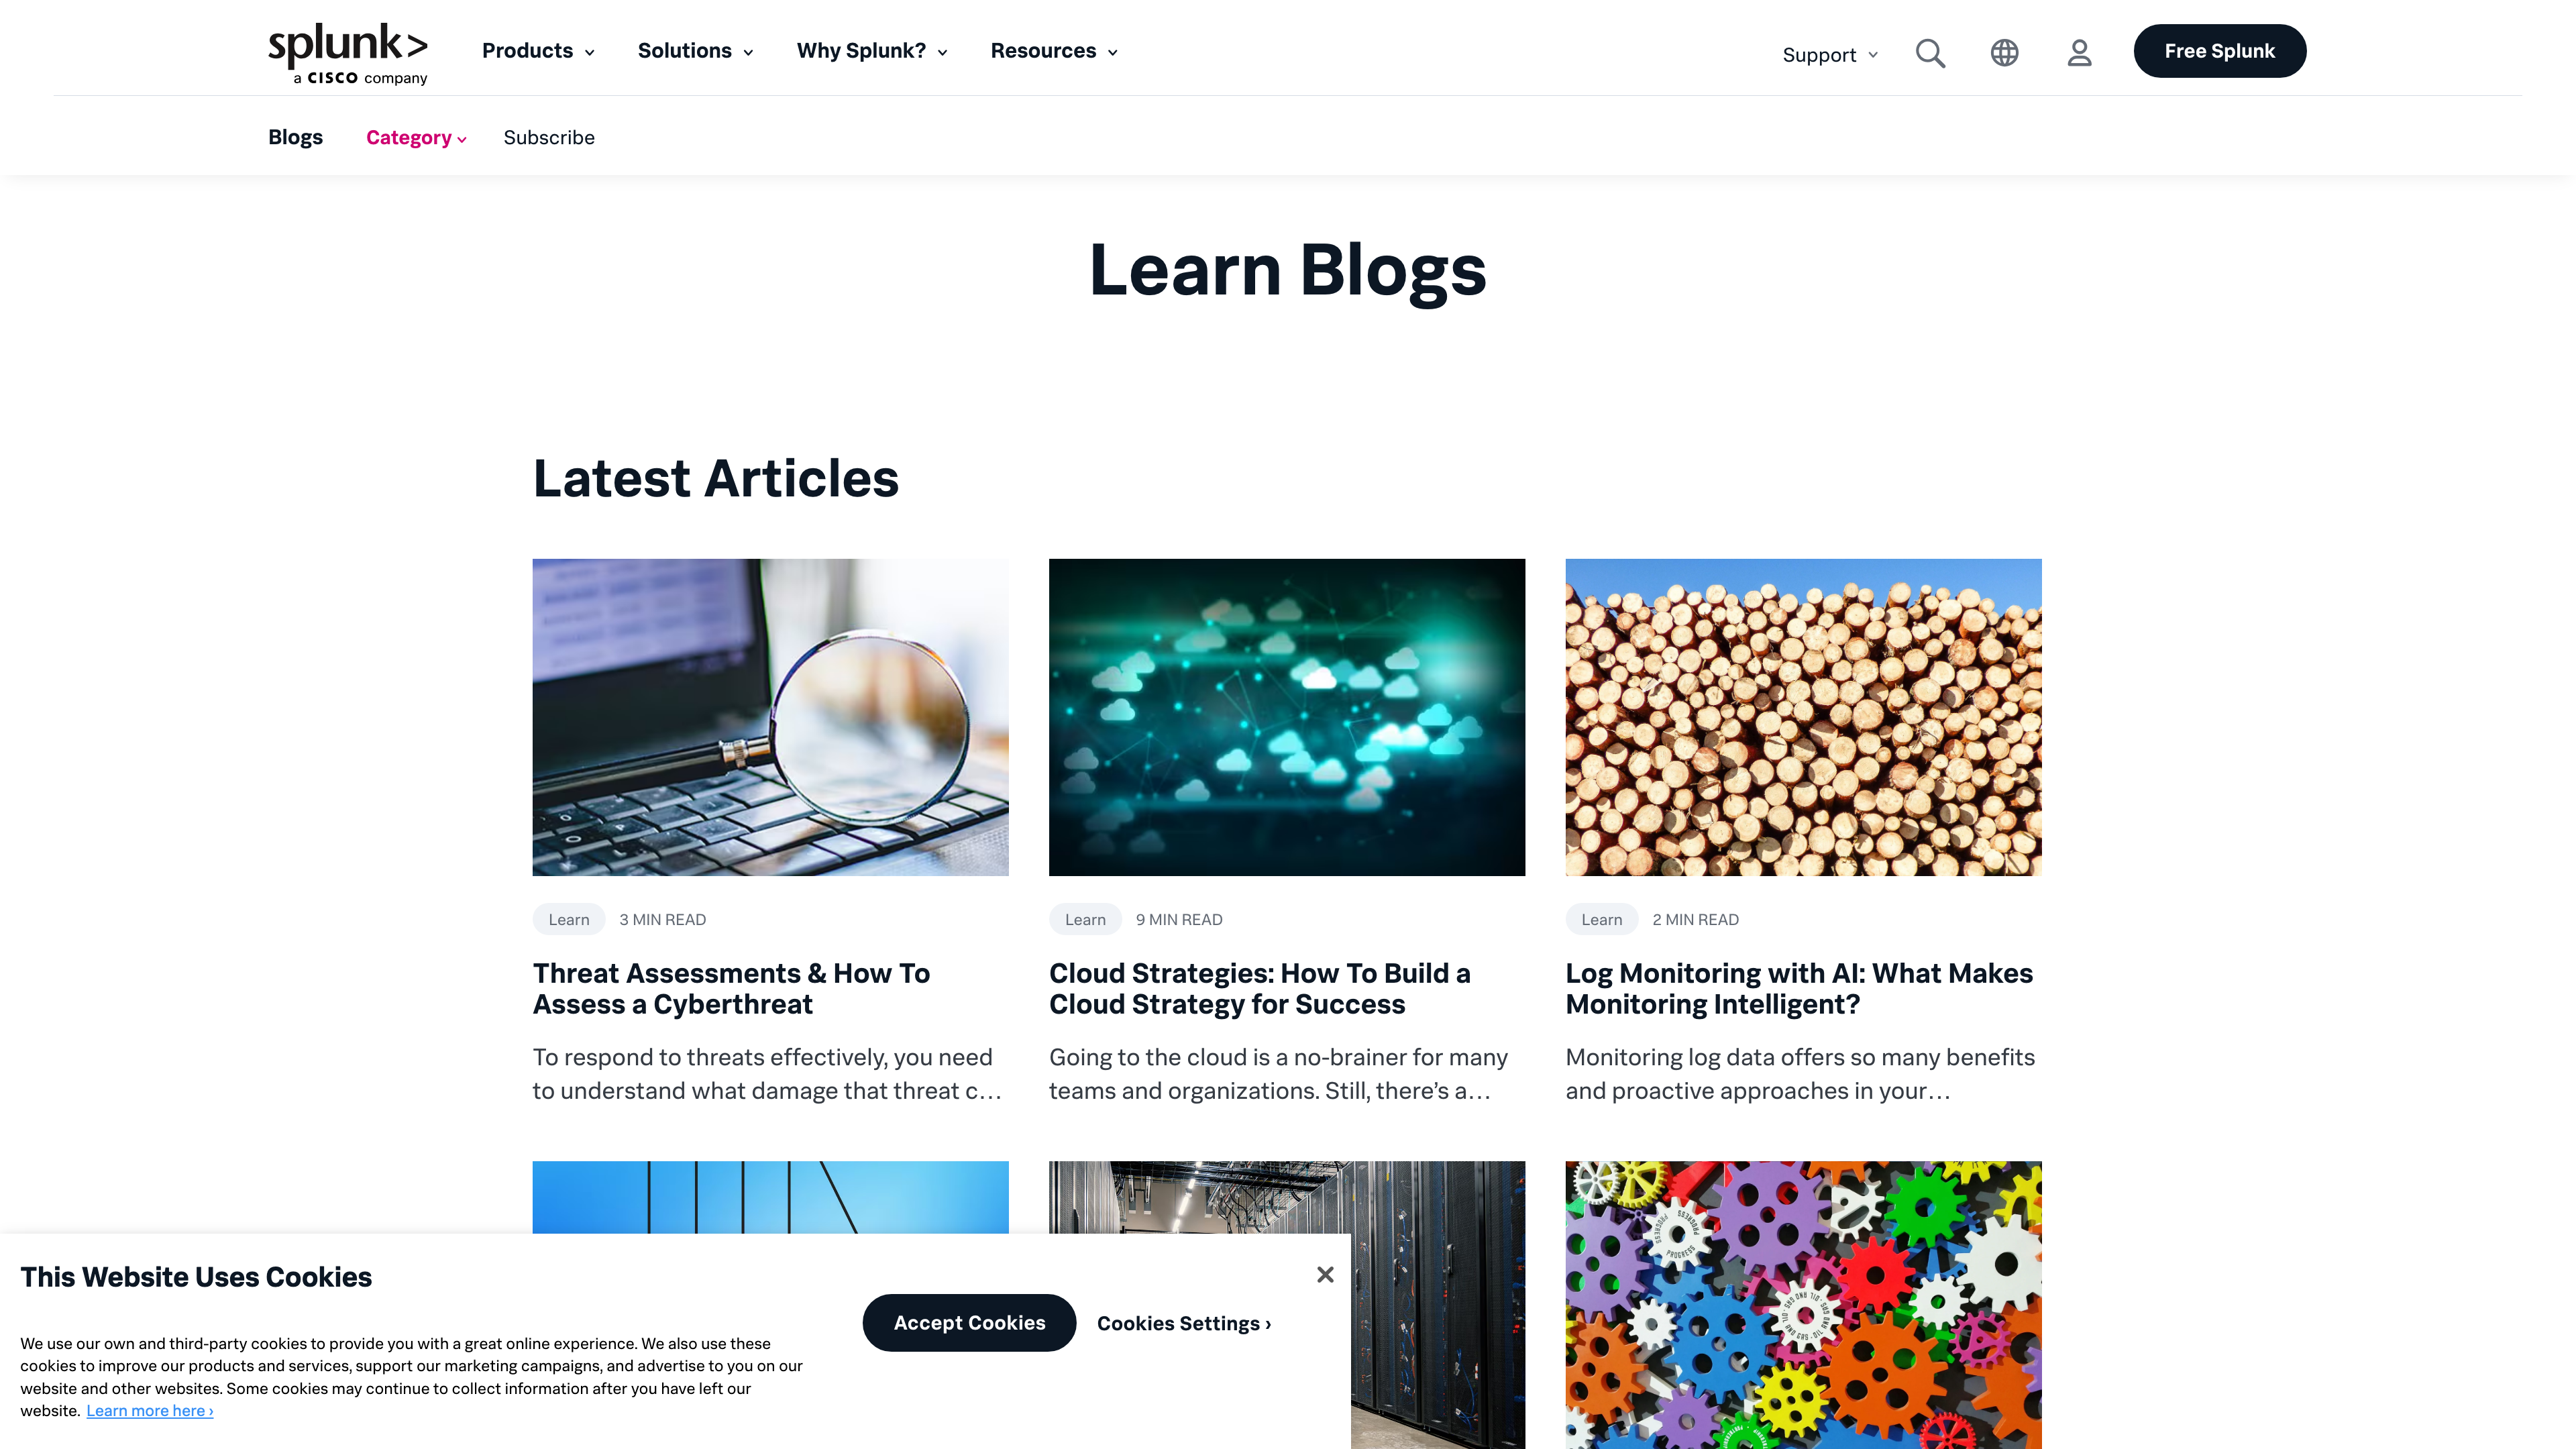 splunk>
a CISCO company
Products
Solutions
Why Splunk?
Resources
Support
Free Splunk
Blogs
Category
Subscribe
Learn Blogs
Latest Articles
Learn 3 MIN READ
Threat Assessments & How To
Assess a Cyberthreat
To respond to threats effectively, you need
to understand what damage that threat c...
Learn 9 MIN READ
Cloud Strategies: How To Build a
Cloud Strategy for Success
Going to the cloud is a no-brainer for many
teams and organizations. Still, there’s a...
Learn 2 MIN READ
Log Monitoring with AI: What Makes
Monitoring Intelligent?
Monitoring log data offers so many benefits
and proactive approaches in your...
PROGRESS
PROGRESS
This Website Uses Cookies
We use our own and third-party cookies to provide you with a great online experience. We also use these
cookies to improve our products and services, support our marketing campaigns, and advertise to you on our
website and other websites. Some cookies may continue to collect information after you have left our
website. Learn more here ›
Accept Cookies
Cookies Settings ›